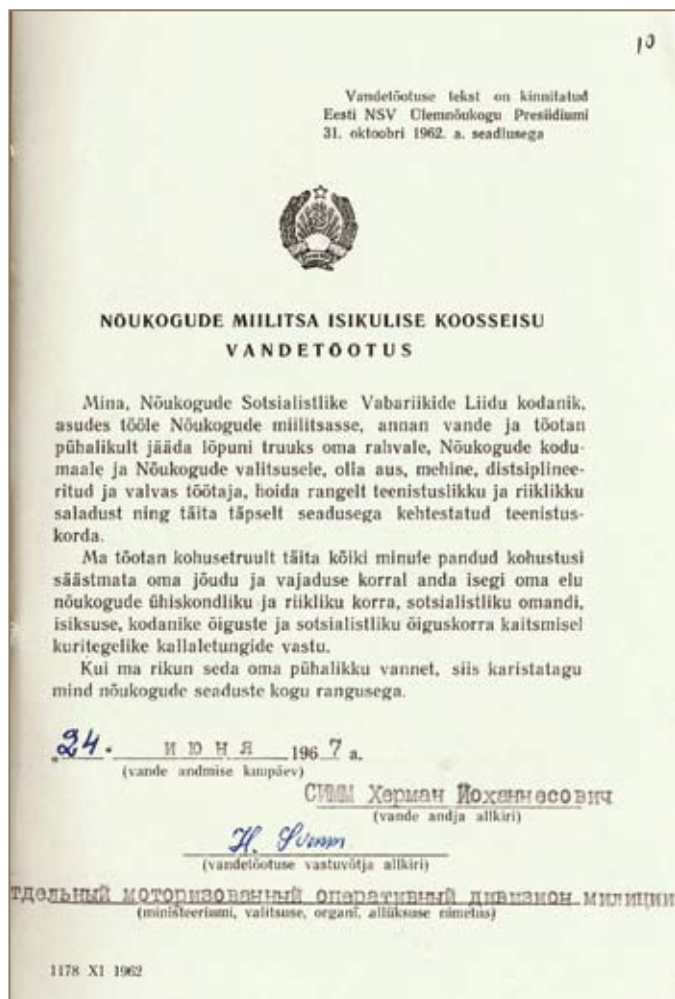 10
Vandetõotuse tekst on kinnitatud
Eesti NSV Ülemnõukogu Presiidiumi
31. oktoobri 1962. a. seadlusega
NÕUKOGUDE MIILITSA ISIKULISE KOOSSEISU
VANDETÕOTUS
Mina, Nõukogude Sotsialistlike Vabariikide Liidu kodanik,
asudes tööle Nõukogude miilitsasse, annan vande ja tõotan
pühalikult jääda lõpuni truuks oma rahvale, Nõukogude kodu-
maale ja Nõukogude valitsusele, olla aus, mehine, distsiplinee-
ritud ja valvas töötaja, hoida rangelt teenistuslikku ja riiklikku
saladust ning täita täpselt seadusega kehtestatud teenistus-
korda.
Ma tõotan kohusetruult täita kõiki minule pandud kohustusi
säästmata oma jõudu ja vajaduse korral anda isegi oma elu
nõukogude ühiskondliku ja riikliku korra, sotsialistliku omandi,
isiksuse, kodanike õiguste ja sotsialistliku õiguskorra kaitsmisel
kuritegelike kallaletungide vastu.
Kui ma rikun seda oma pühalikku vannet, siis karistatagu
mind nõukogude seaduste kogu rangusega.
„24. июня 1967 a.
(vande andmise kuupäev)
СИММ Херман Йоханнесович
(vande andja allkiri)
H. Simm
(vandetõotuse vastuvõtja allkiri)
тдельный моторизованный оперативный дивизион милиции
(ministeeriumi, valitsuse, organi, allüksuse nimetus)
1178 XI 1962